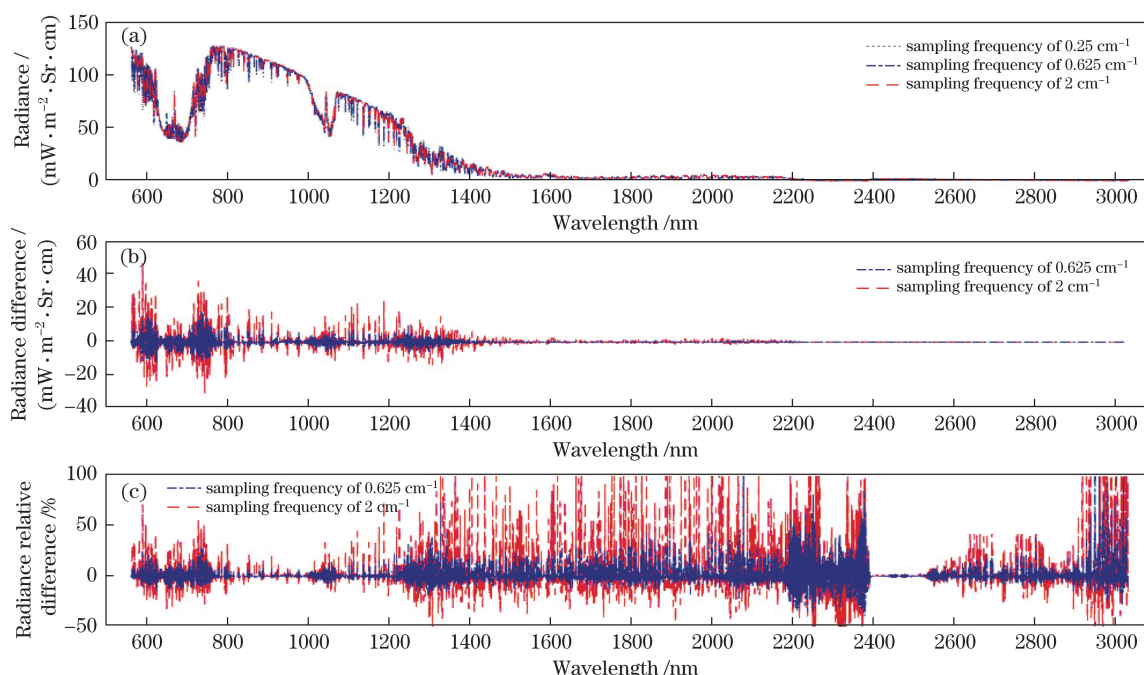 (a)
sampling frequency of 0.25 cm⁻¹
sampling frequency of 0.625 cm⁻¹
sampling frequency of 2 cm⁻¹
Radiance /
(mW · m⁻² · Sr · cm)
150
100
50
0
600 800 1000 1200 1400 1600 1800 2000 2200 2400 2600 2800 3000
Wavelength /nm
(b)
sampling frequency of 0.625 cm⁻¹
sampling frequency of 2 cm⁻¹
Radiance difference /
(mW · m⁻² · Sr · cm)
60
40
20
0
−20
−40
600 800 1000 1200 1400 1600 1800 2000 2200 2400 2600 2800 3000
Wavelength /nm
(c)
sampling frequency of 0.625 cm⁻¹
sampling frequency of 2 cm⁻¹
Radiance relative
difference /%
100
50
0
−50
600 800 1000 1200 1400 1600 1800 2000 2200 2400 2600 2800 3000
Wavelength /nm